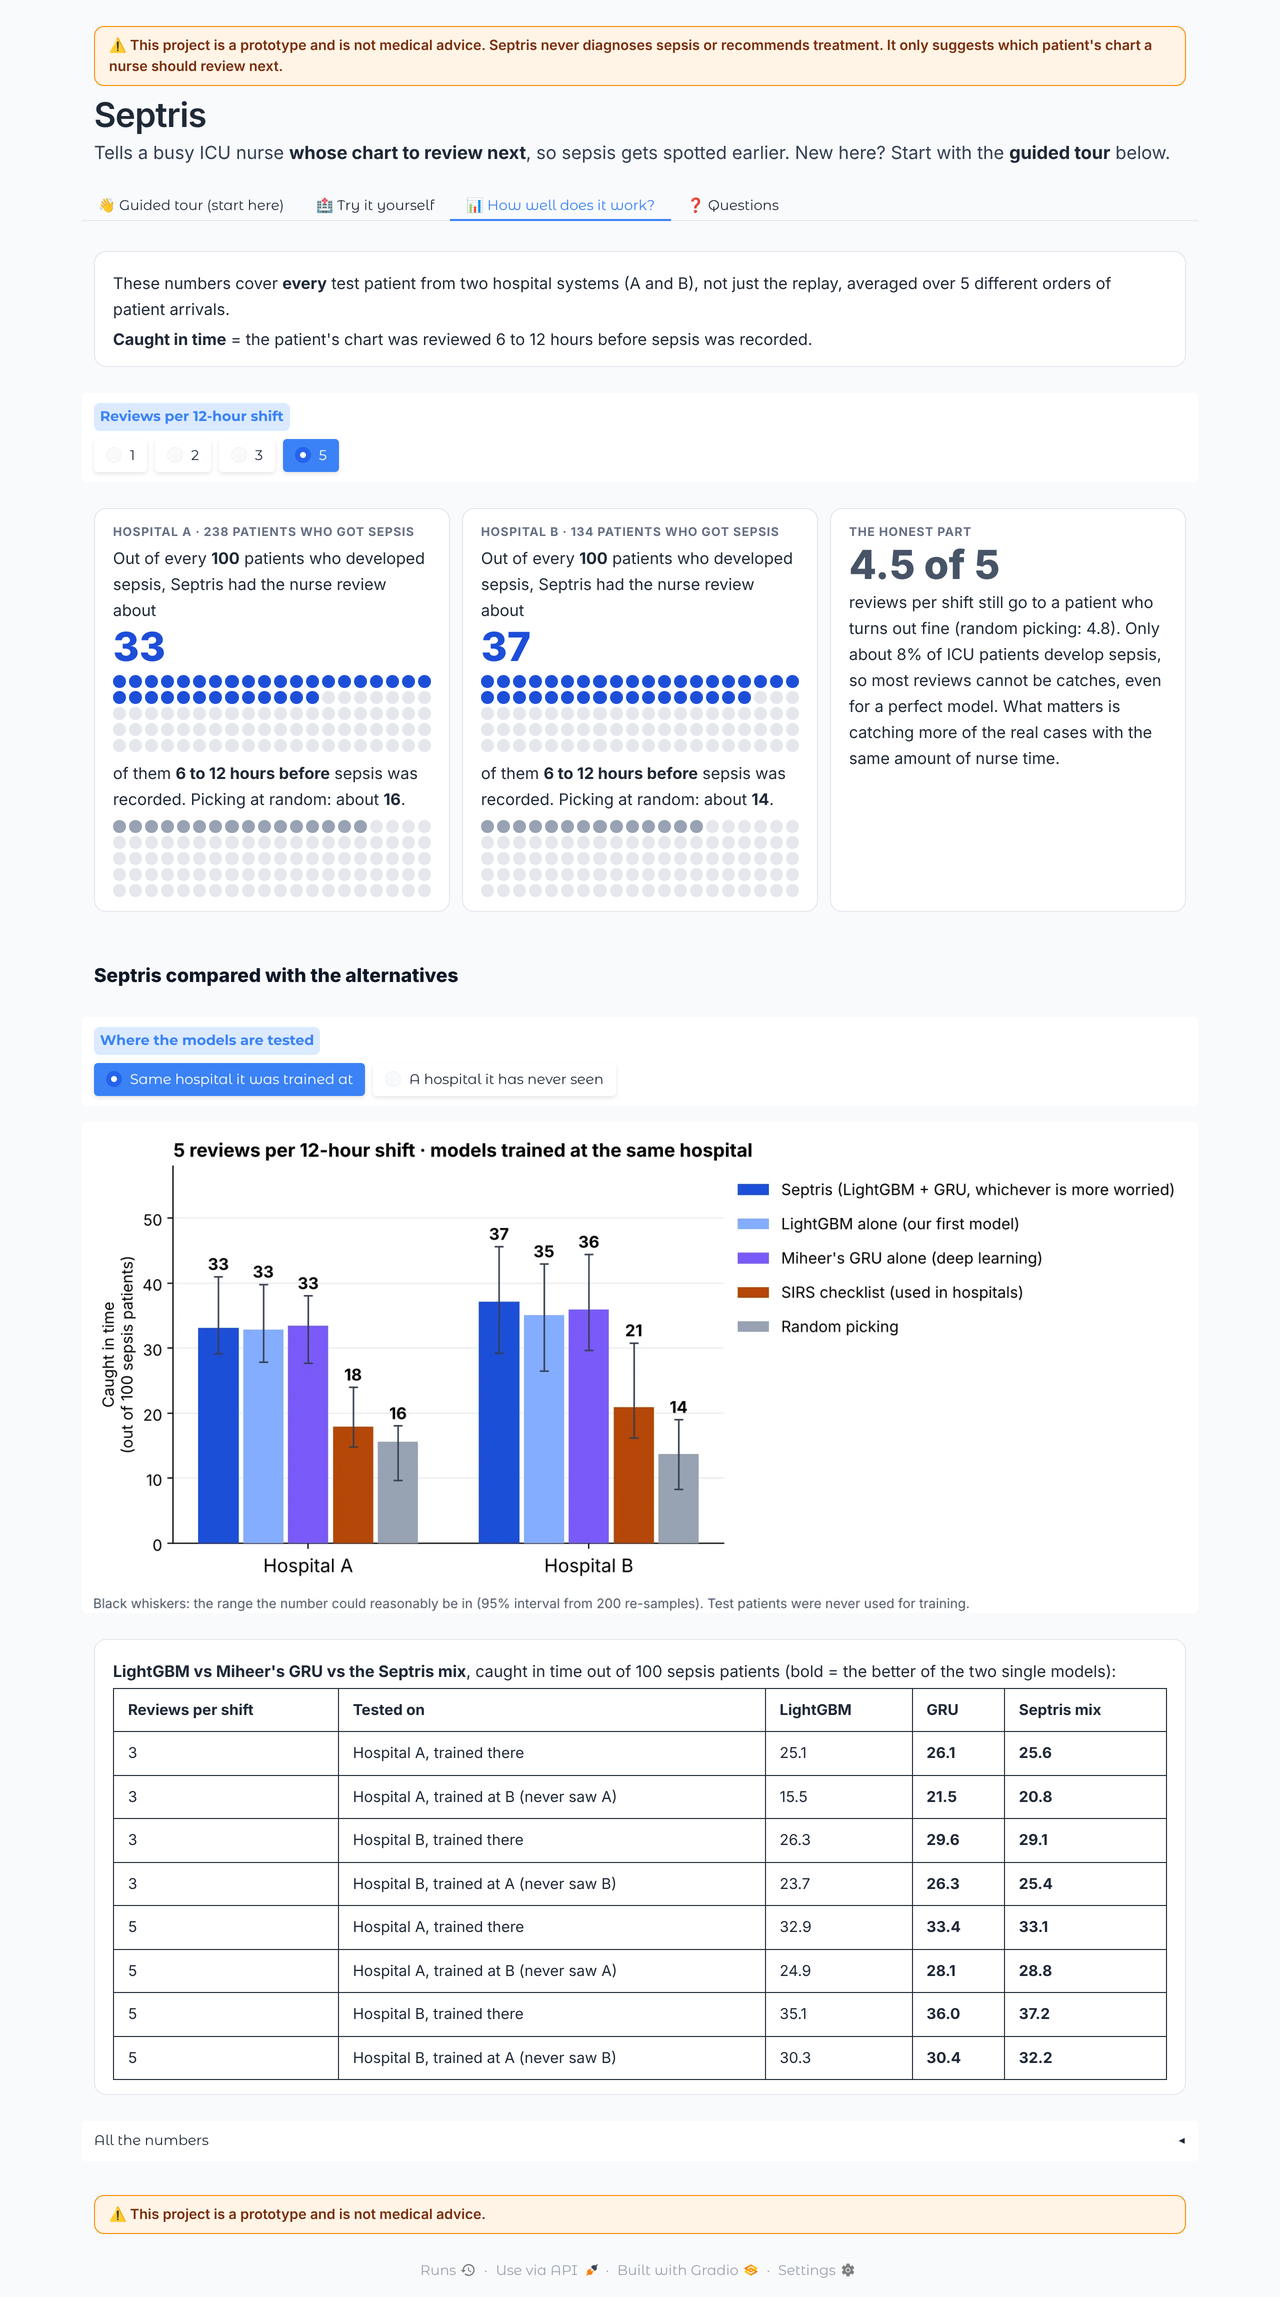 ⚠️ This project is a prototype and is not medical advice. Septris never diagnoses sepsis or recommends treatment. It only suggests which patient's chart a
nurse should review next.
Septris
Tells a busy ICU nurse whose chart to review next, so sepsis gets spotted earlier. New here? Start with the guided tour below.
👋 Guided tour (start here) 🏥 Try it yourself 📊 How well does it work? ❓ Questions
These numbers cover every test patient from two hospital systems (A and B), not just the replay, averaged over 5 different orders of
patient arrivals.
Caught in time = the patient's chart was reviewed 6 to 12 hours before sepsis was recorded.
Reviews per 12-hour shift
1 2 3 5
HOSPITAL A · 238 PATIENTS WHO GOT SEPSIS
Out of every 100 patients who developed
sepsis, Septris had the nurse review
about
33
of them 6 to 12 hours before sepsis was
recorded. Picking at random: about 16.
HOSPITAL B · 134 PATIENTS WHO GOT SEPSIS
Out of every 100 patients who developed
sepsis, Septris had the nurse review
about
37
of them 6 to 12 hours before sepsis was
recorded. Picking at random: about 14.
THE HONEST PART
4.5 of 5
reviews per shift still go to a patient who
turns out fine (random picking: 4.8). Only
about 8% of ICU patients develop sepsis,
so most reviews cannot be catches, even
for a perfect model. What matters is
catching more of the real cases with the
same amount of nurse time.
Septris compared with the alternatives
Where the models are tested
Same hospital it was trained at A hospital it has never seen
5 reviews per 12-hour shift · models trained at the same hospital
Caught in time
(out of 100 sepsis patients)
50
40
30
20
10
0
33 33 33 18 16
37 35 36 21 14
Hospital A Hospital B
Septris (LightGBM + GRU, whichever is more worried)
LightGBM alone (our first model)
Miheer's GRU alone (deep learning)
SIRS checklist (used in hospitals)
Random picking
Black whiskers: the range the number could reasonably be in (95% interval from 200 re-samples). Test patients were never used for training.
LightGBM vs Miheer's GRU vs the Septris mix, caught in time out of 100 sepsis patients (bold = the better of the two single models):
Reviews per shift Tested on LightGBM GRU Septris mix
3 Hospital A, trained there 25.1 26.1 25.6
3 Hospital A, trained at B (never saw A) 15.5 21.5 20.8
3 Hospital B, trained there 26.3 29.6 29.1
3 Hospital B, trained at A (never saw B) 23.7 26.3 25.4
5 Hospital A, trained there 32.9 33.4 33.1
5 Hospital A, trained at B (never saw A) 24.9 28.1 28.8
5 Hospital B, trained there 35.1 36.0 37.2
5 Hospital B, trained at A (never saw B) 30.3 30.4 32.2
All the numbers
⚠️ This project is a prototype and is not medical advice.
Runs · Use via API · Built with Gradio · Settings